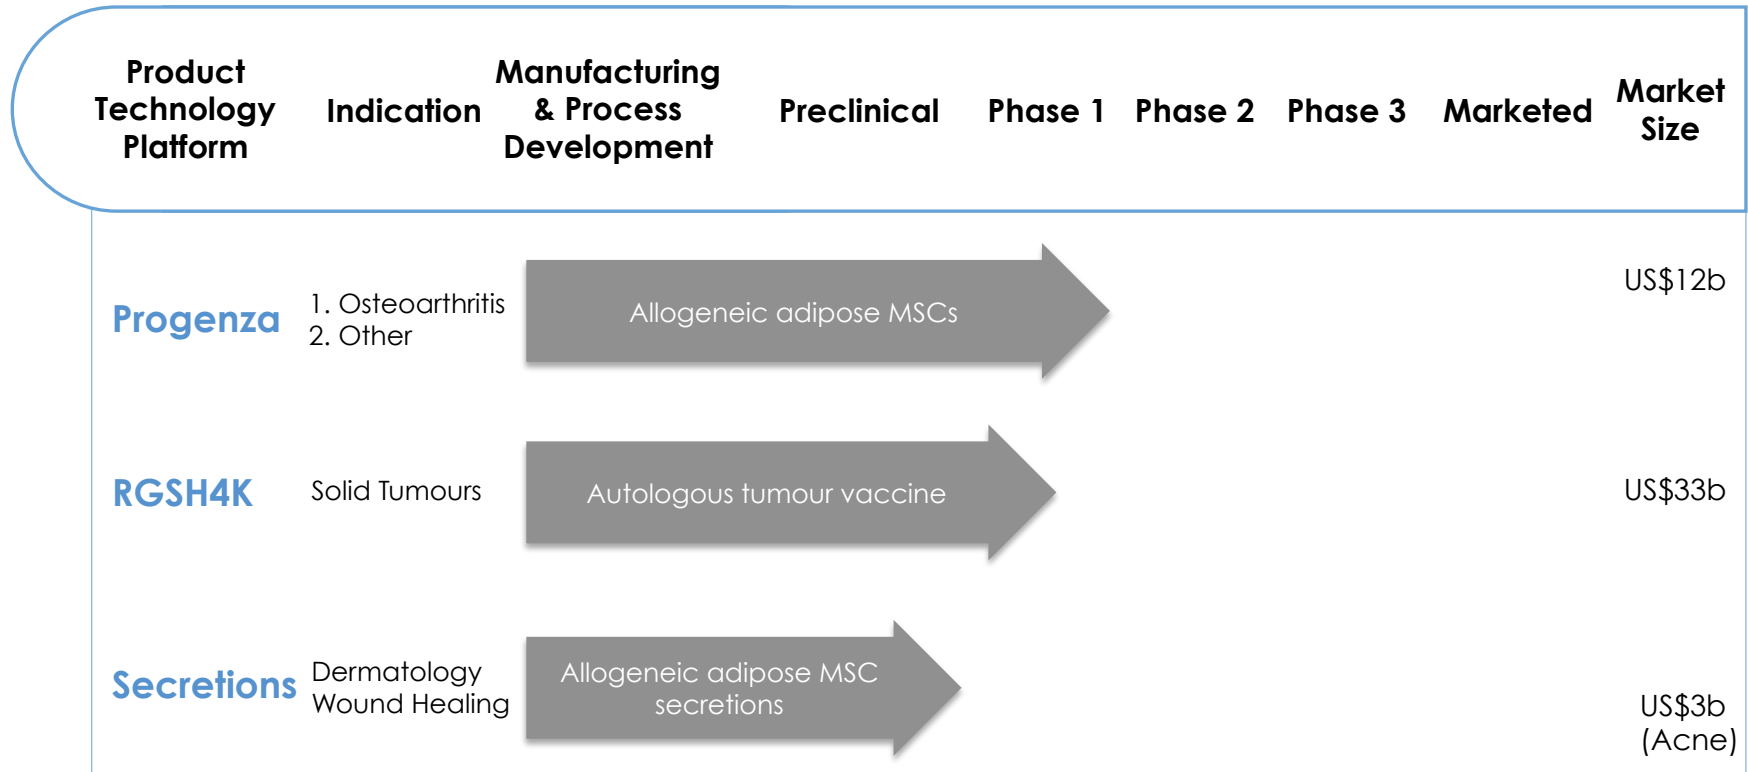 Product
Technology
Platform
Indication
Manufacturing
& Process
Development
Preclinical
Phase 1
Phase 2
Phase 3
Marketed
Market
Size
Progenza
1. Osteoarthritis
2. Other
Allogeneic adipose MSCs
US$12b
RGSH4K
Solid Tumours
Autologous tumour vaccine
US$33b
Secretions
Dermatology
Wound Healing
Allogeneic adipose MSC
secretions
US$3b
(Acne)